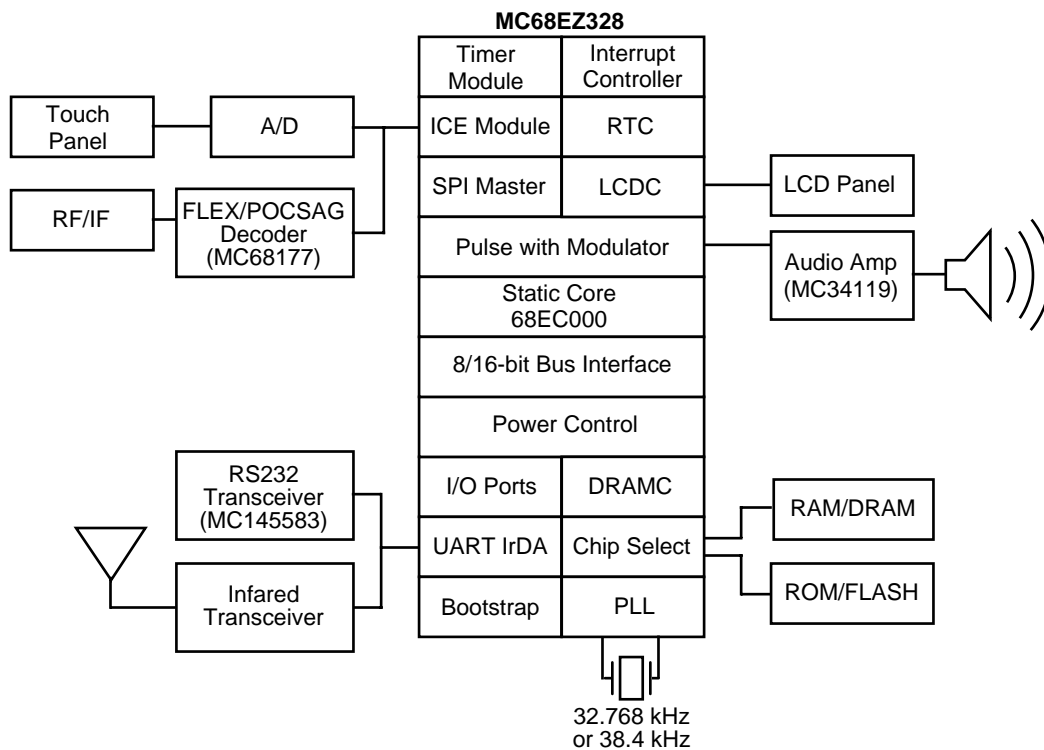 MC68EZ328
Timer
Module
Interrupt
Controller
Touch
Panel
A/D
ICE Module
RTC
RF/IF
FLEX/POCSAG
Decoder
(MC68177)
SPI Master
LCDC
LCD Panel
Pulse with Modulator
Audio Amp
(MC34119)
Static Core
68EC000
8/16-bit Bus Interface
Power Control
RS232
Transceiver
(MC145583)
I/O Ports
DRAMC
RAM/DRAM
UART IrDA
Chip Select
Infared
Transceiver
ROM/FLASH
Bootstrap
PLL
32.768 kHz
or 38.4 kHz